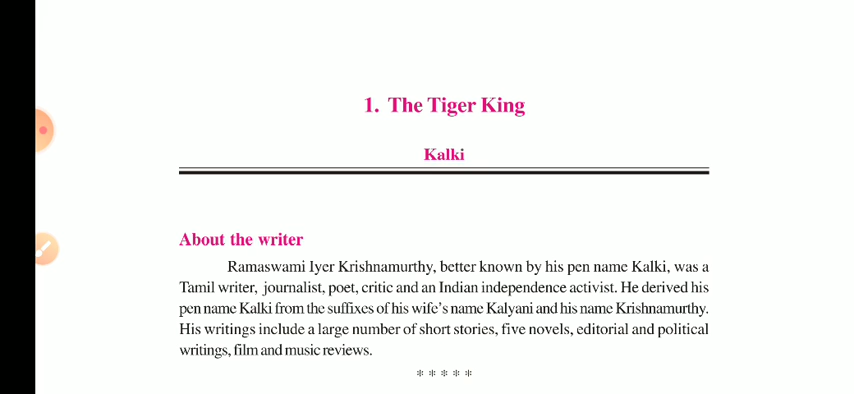 1. The Tiger King
Kalki
About the writer
Ramaswami Iyer Krishnamurthy, better known by his pen name Kalki, was a
Tamil writer, journalist, poet, critic and an Indian independence activist. He derived his
pen name Kalki from the suffixes of his wife's name Kalyani and his name Krishnamurthy.
His writings include a large number of short stories, five novels, editorial and political
writings, film and music reviews.
* * * * *